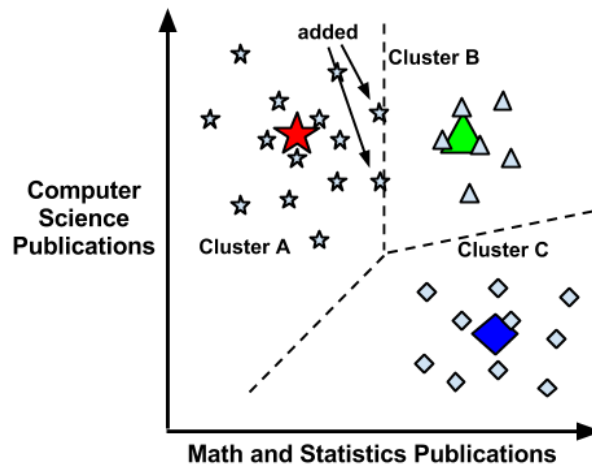 added
Cluster B
Computer
Science
Publications
Cluster A
Cluster C
Math and Statistics Publications